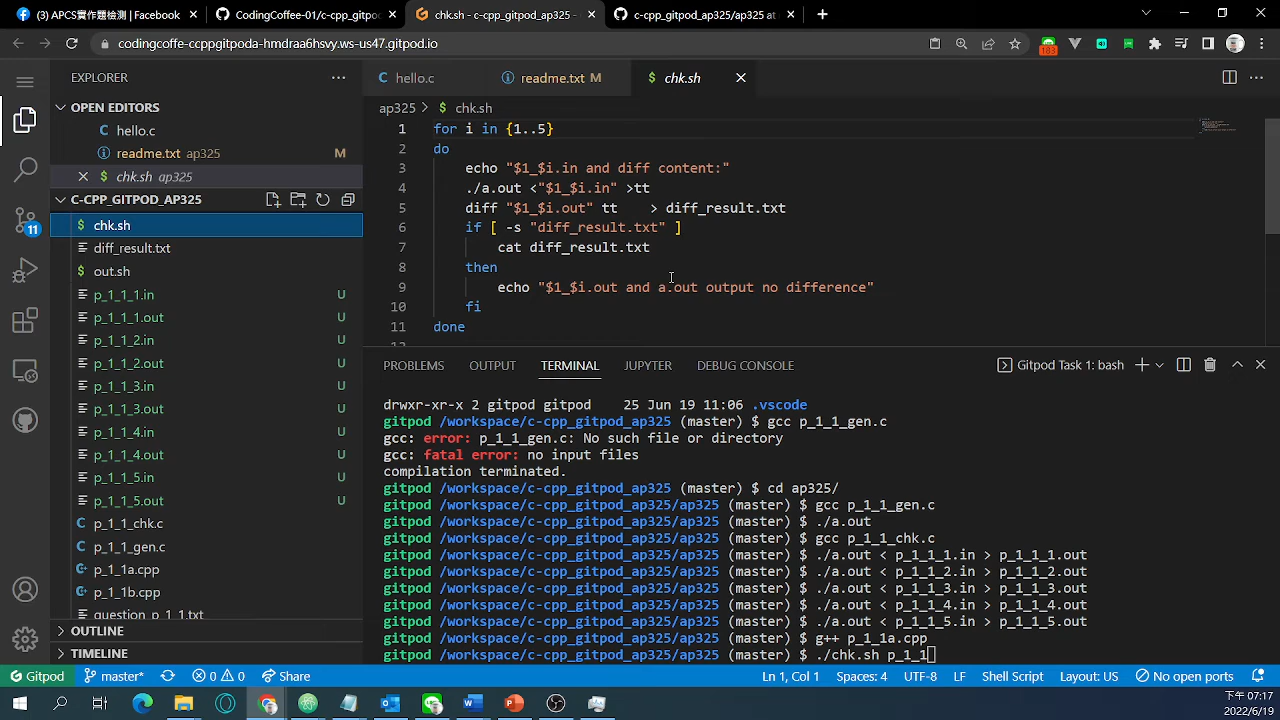 (3) APCS實作題檢測 | Facebook
CodingCoffee-01/c-cpp_gitpod
chk.sh - c-cpp_gitpod_ap325 -
c-cpp_gitpod_ap325/ap325 at
codingcoffe-ccppgitpoda-hmdraa6hsvy.ws-us47.gitpod.io
183
EXPLORER
hello.c
readme.txt M
$ chk.sh
OPEN EDITORS
hello.c
readme.txt ap325 M
$ chk.sh ap325
C-CPP_GITPOD_AP325
$ chk.sh
diff_result.txt
$ out.sh
p_1_1_1.in U
p_1_1_1.out U
p_1_1_2.in U
p_1_1_2.out U
p_1_1_3.in U
p_1_1_3.out U
p_1_1_4.in U
p_1_1_4.out U
p_1_1_5.in U
p_1_1_5.out U
C p_1_1_chk.c
C p_1_1_gen.c
p_1_1a.cpp
p_1_1b.cpp
question_p_1_1.txt
OUTLINE
TIMELINE
11
ap325 > $ chk.sh
1 for i in {1..5}
2 do
3 echo "$1_$i.in and diff content:"
4 ./a.out <"$1_$i.in" >tt
5 diff "$1_$i.out" tt > diff_result.txt
6 if [ -s "diff_result.txt" ]
7 cat diff_result.txt
8 then
9 echo "$1_$i.out and a.out output no difference"
10 fi
11 done
PROBLEMS OUTPUT TERMINAL JUPYTER DEBUG CONSOLE
Gitpod Task 1: bash
drwxr-xr-x 2 gitpod gitpod 25 Jun 19 11:06 .vscode
gitpod /workspace/c-cpp_gitpod_ap325 (master) $ gcc p_1_1_gen.c
gcc: error: p_1_1_gen.c: No such file or directory
gcc: fatal error: no input files
compilation terminated.
gitpod /workspace/c-cpp_gitpod_ap325 (master) $ cd ap325/
gitpod /workspace/c-cpp_gitpod_ap325/ap325 (master) $ gcc p_1_1_gen.c
gitpod /workspace/c-cpp_gitpod_ap325/ap325 (master) $ ./a.out
gitpod /workspace/c-cpp_gitpod_ap325/ap325 (master) $ gcc p_1_1_chk.c
gitpod /workspace/c-cpp_gitpod_ap325/ap325 (master) $ ./a.out < p_1_1_1.in > p_1_1_1.out
gitpod /workspace/c-cpp_gitpod_ap325/ap325 (master) $ ./a.out < p_1_1_2.in > p_1_1_2.out
gitpod /workspace/c-cpp_gitpod_ap325/ap325 (master) $ ./a.out < p_1_1_3.in > p_1_1_3.out
gitpod /workspace/c-cpp_gitpod_ap325/ap325 (master) $ ./a.out < p_1_1_4.in > p_1_1_4.out
gitpod /workspace/c-cpp_gitpod_ap325/ap325 (master) $ ./a.out < p_1_1_5.in > p_1_1_5.out
gitpod /workspace/c-cpp_gitpod_ap325/ap325 (master) $ g++ p_1_1a.cpp
gitpod /workspace/c-cpp_gitpod_ap325/ap325 (master) $ ./chk.sh p_1_1
Gitpod
master*
0
0
Share
Ln 1, Col 1
Spaces: 4
UTF-8
LF
Shell Script
Layout: US
No open ports
下午 07:17
2022/6/19